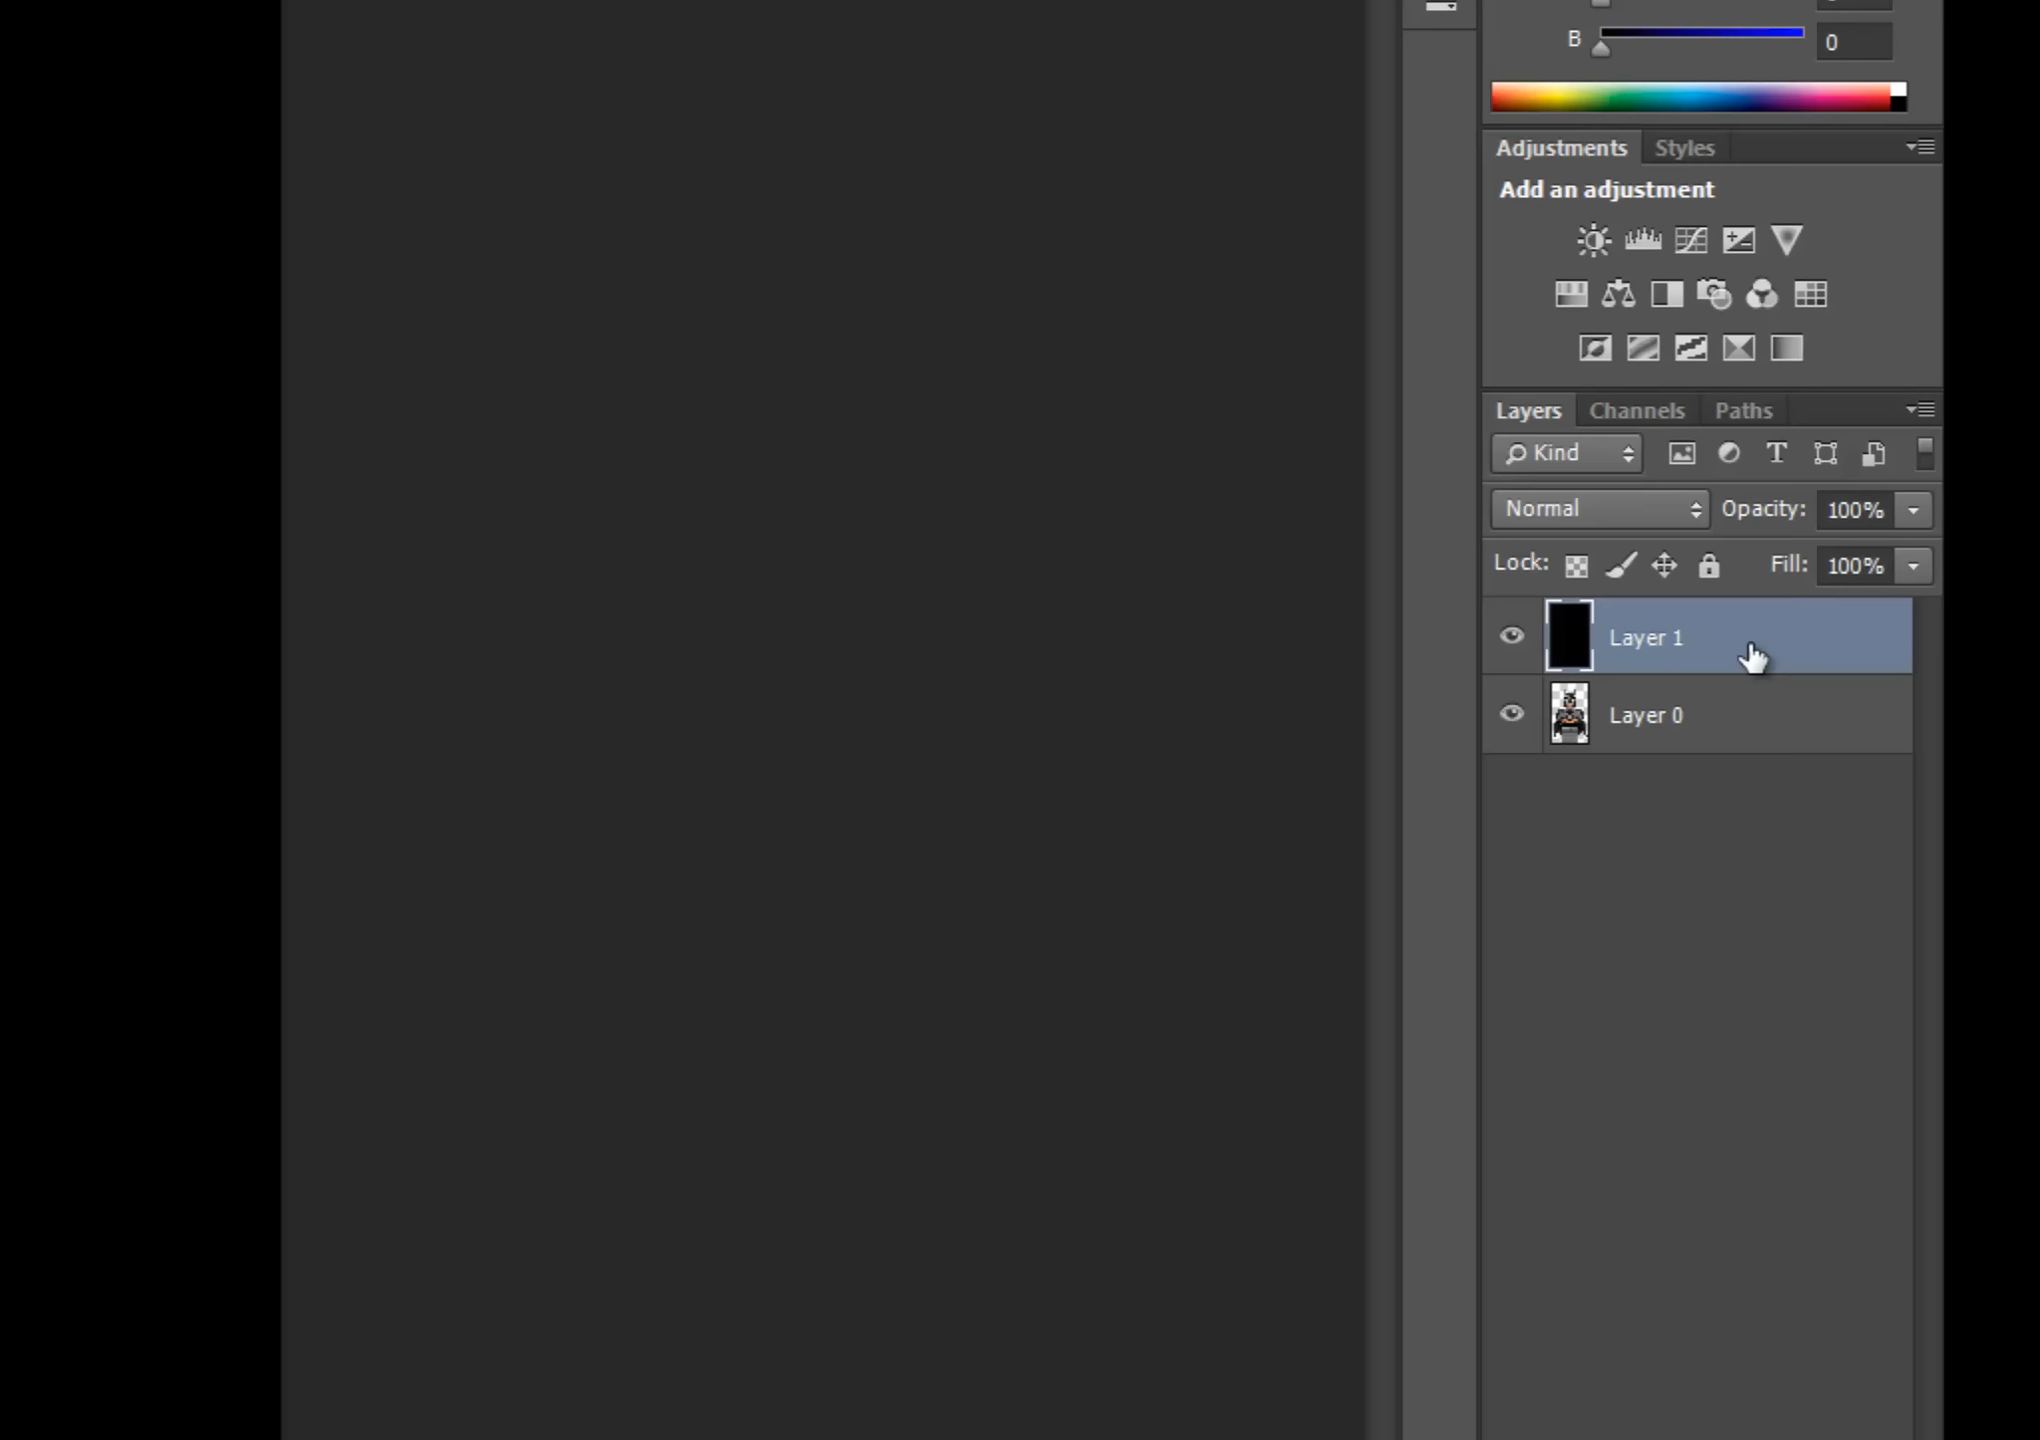 B 0
Adjustments Styles
Add an adjustment
Layers Channels Paths
Kind T
Normal Opacity: 100%
Lock: Fill: 100%
Layer 1
Layer 0